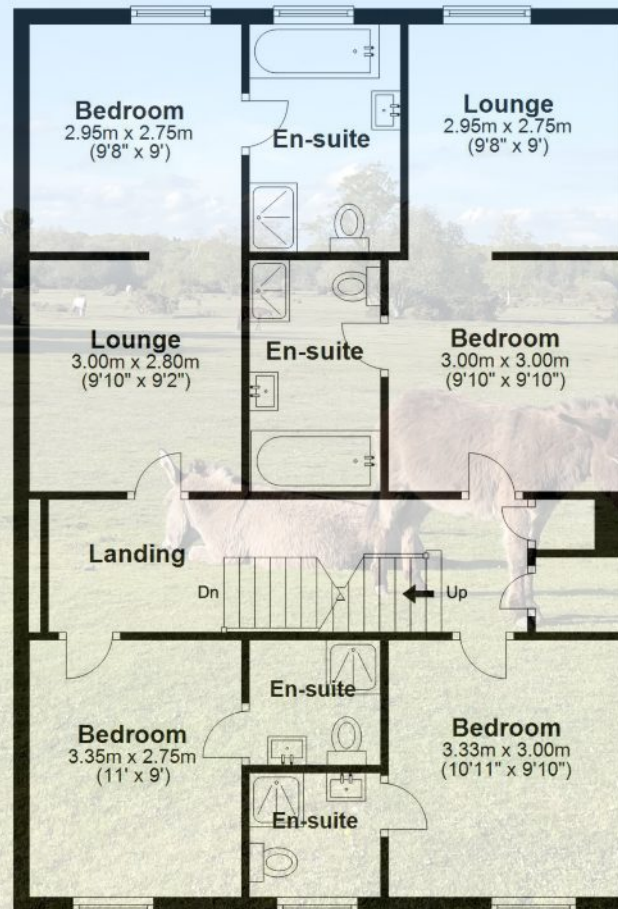 Bedroom
2.95m x 2.75m
(9'8" x 9')
En-suite
Lounge
2.95m x 2.75m
(9'8" x 9')
Lounge
3.00m x 2.80m
(9'10" x 9'2")
En-suite
Bedroom
3.00m x 3.00m
(9'10" x 9'10")
Landing
Dn
Up
Bedroom
3.35m x 2.75m
(11' x 9')
En-suite
Bedroom
3.33m x 3.00m
(10'11" x 9'10")
En-suite